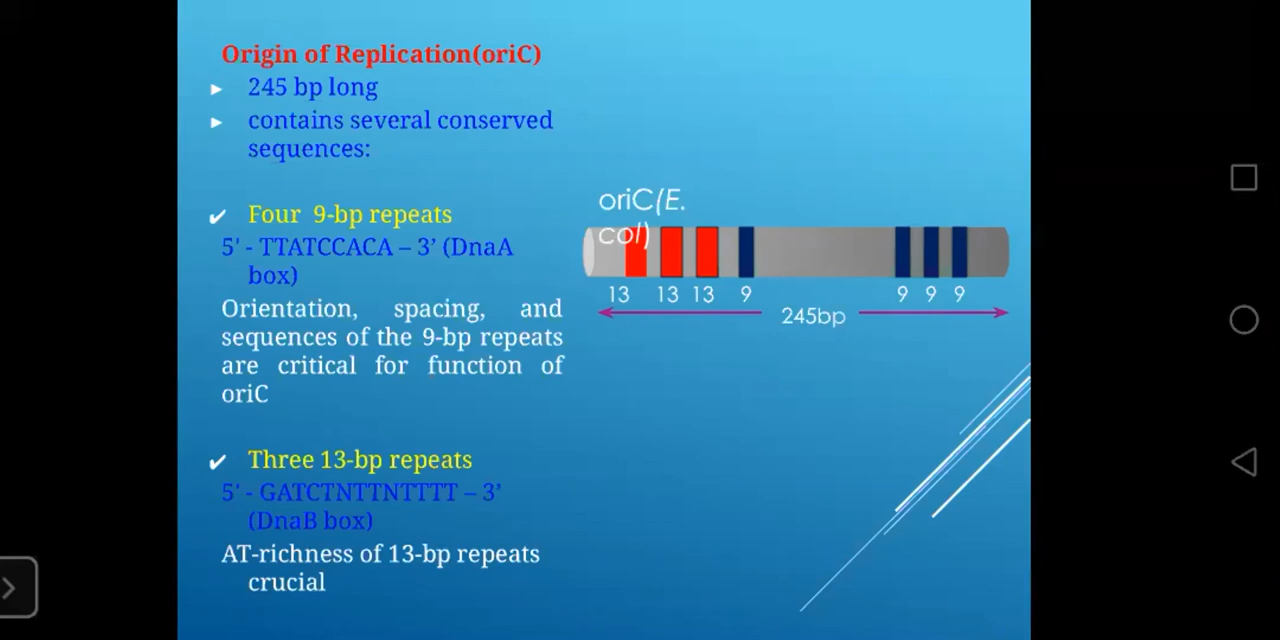 Origin of Replication(oriC)
245 bp long
contains several conserved
sequences:
Four 9-bp repeats
5' - TTATCCACA – 3’ (DnaA
box)
Orientation, spacing, and
sequences of the 9-bp repeats
are critical for function of
oriC
Three 13-bp repeats
5' - GATCTNTTNTTTT – 3’
(DnaB box)
AT-richness of 13-bp repeats
crucial
oriC(E.
col)
13 13 13 9 9 9 9
245bp